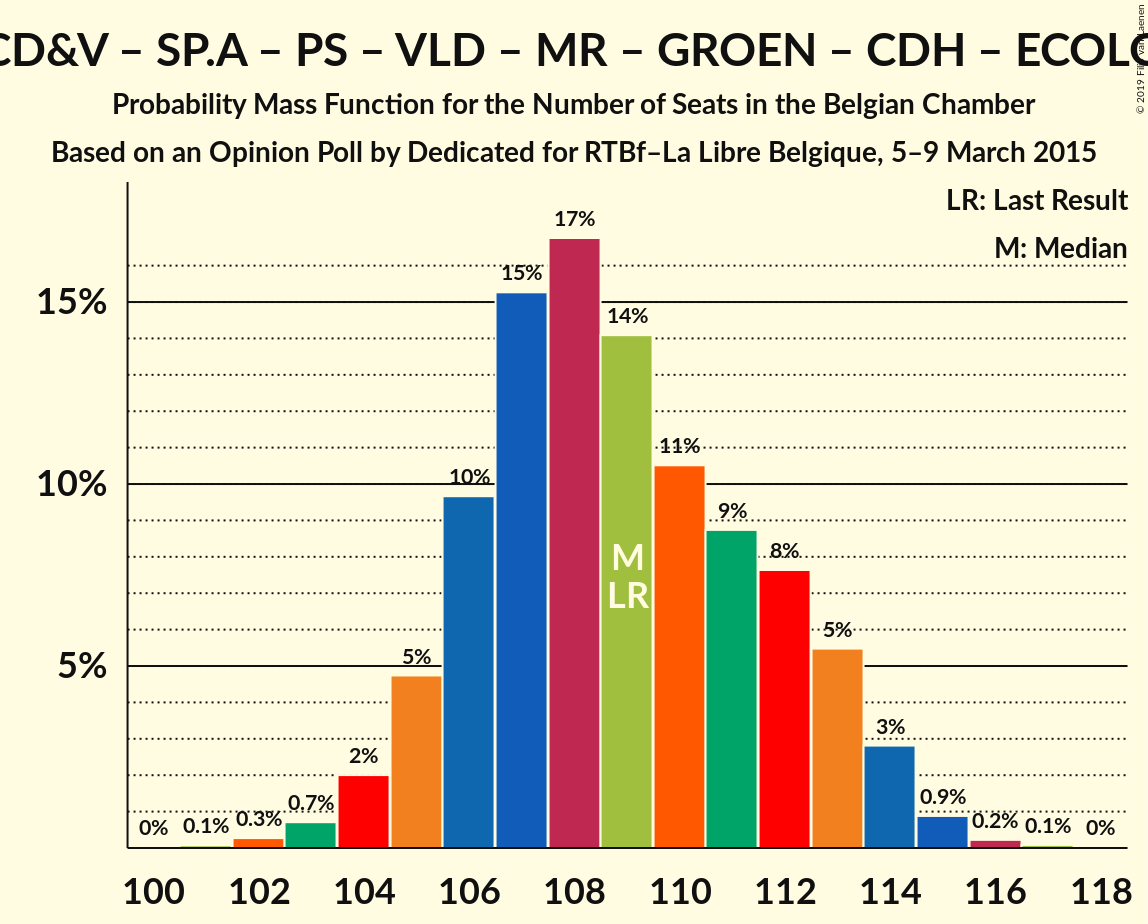 CD&V – SP.A – PS – VLD – MR – GROEN – CDH – ECOLO
Probability Mass Function for the Number of Seats in the Belgian Chamber
Based on an Opinion Poll by Dedicated for RTBf–La Libre Belgique, 5–9 March 2015
© 2019 Filip van Laenen
LR: Last Result
M: Median
17%
15%
15%
14%
11%
10%
10%
9%
8%
M
LR
5%
5%
5%
3%
2%
0.9%
0.7%
0.3%
0.2%
0%
0.1%
0.1%
0%
100 102 104 106 108 110 112 114 116 118